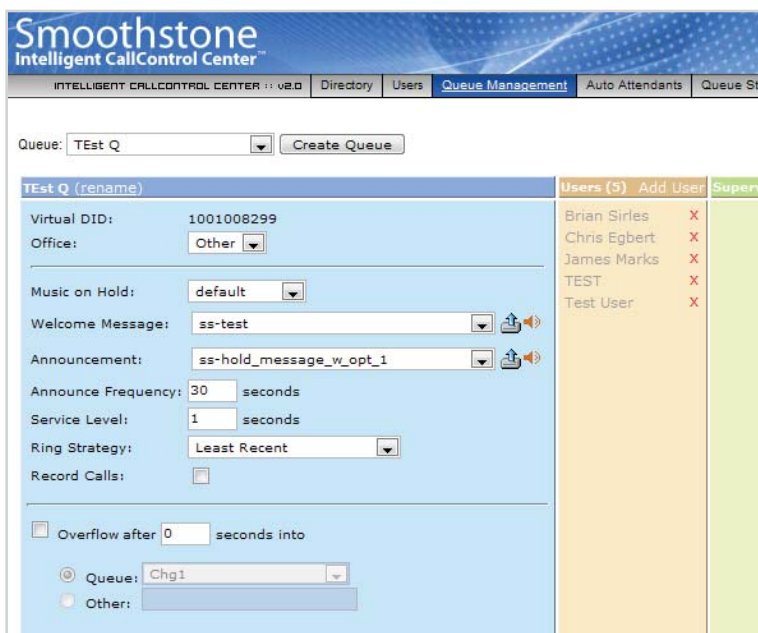 Smoothstone
Intelligent CallControl Center™
INTELLIGENT CALLCONTROL CENTER :: v2.0 Directory Users Queue Management Auto Attendants Queue St
Queue: TEst Q Create Queue
TEst Q (rename) Users (5) Add User Superv
Virtual DID: 1001008299
Office: Other
Music on Hold: default
Welcome Message: ss-test
Announcement: ss-hold_message_w_opt_1
Announce Frequency: 30 seconds
Service Level: 1 seconds
Ring Strategy: Least Recent
Record Calls:
Overflow after 0 seconds into
Queue: Chg1
Other:
Brian Sirles X
Chris Egbert X
James Marks X
TEST X
Test User X